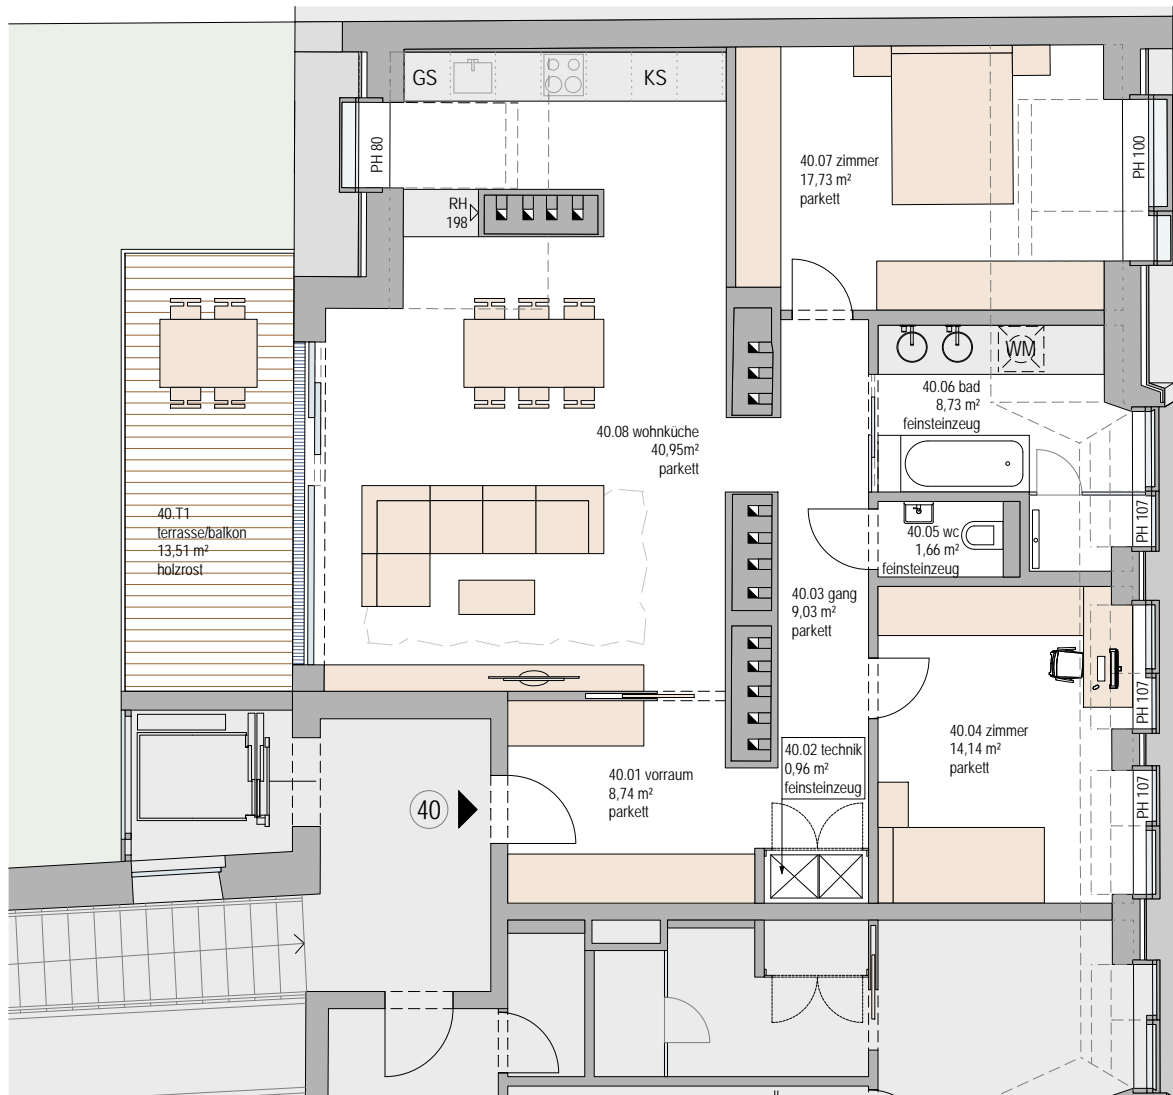 GS
KS
PH 80
RH
198
40.07 zimmer
17,73 m²
parkett
PH 100
WM
40.06 bad
8,73 m²
feinsteinzeug
40.08 wohnküche
40,95m²
parkett
40.T1
terrasse/balkon
13,51 m²
holzrost
40.05 wc
1,66 m²
feinsteinzeug
PH 107
40.03 gang
9,03 m²
parkett
PH 107
40.04 zimmer
14,14 m²
parkett
40.02 technik
0,96 m²
feinsteinzeug
40.01 vorraum
8,74 m²
parkett
40
PH 107